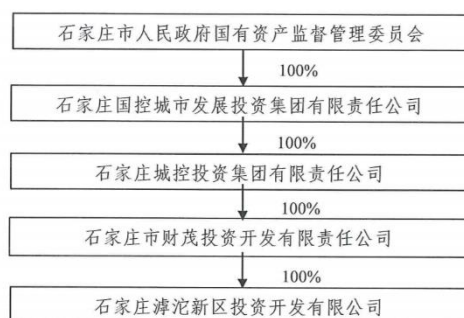 石家庄市人民政府国有资产监督管理委员会
100%
石家庄国控城市发展投资集团有限责任公司
100%
石家庄城控投资集团有限责任公司
100%
石家庄市财茂投资开发有限责任公司
100%
石家庄滹沱新区投资开发有限公司